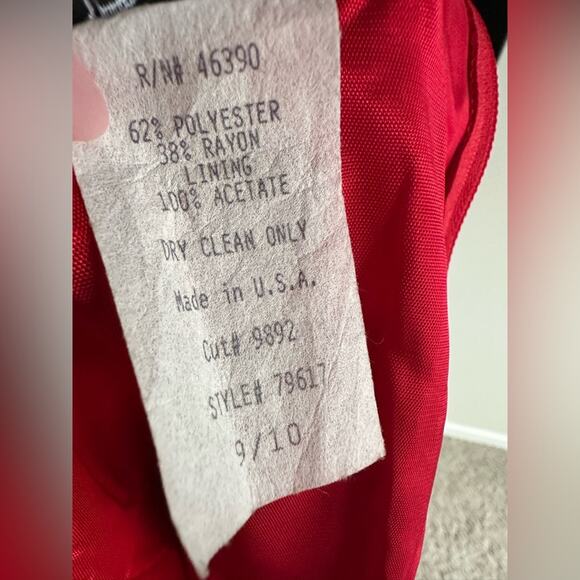 R/N# 46390
62% POLYESTER
38% RAYON
LINING
100% ACETATE
DRY CLEAN ONLY
Made in U.S.A.
Cut# 9892
STYLE# 79617
9/10